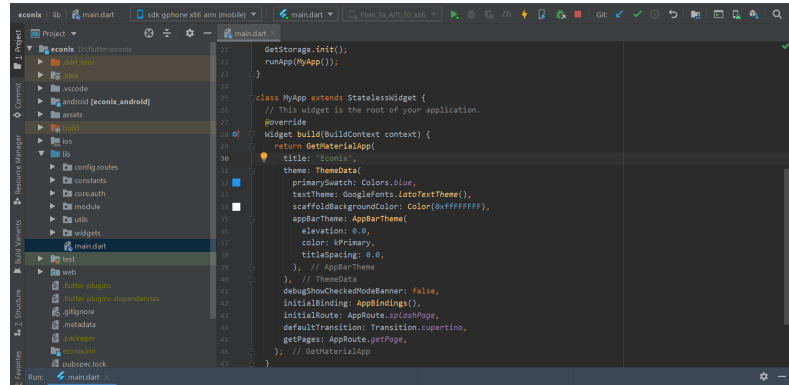 econix
lib
main.dart
sdk gphone x86 arm (mobile)
main.dart
Pixel_3a_API_30_x86
Git:
1: Project
Commit
Resource Manager
Build Variants
7: Structure
Favorites
Project
econix D:\flutter\econix
.dart_tool
.idea
.vscode
android [econix_android]
assets
build
ios
lib
config.routes
constants
core.auth
module
utils
widgets
main.dart
test
web
.flutter-plugins
.flutter-plugins-dependencies
.gitignore
.metadata
.packages
econix.iml
pubspec.lock
main.dart
21 GetStorage.init();
22 runApp(MyApp());
23 }
24
25 class MyApp extends StatelessWidget {
26 // This widget is the root of your application.
27 @override
28 Widget build(BuildContext context) {
29 return GetMaterialApp(
30 title: 'Econix',
31 theme: ThemeData(
32 primarySwatch: Colors.blue,
33 textTheme: GoogleFonts.latoTextTheme(),
34 scaffoldBackgroundColor: Color(0xffFFFFFF),
35 appBarTheme: AppBarTheme(
36 elevation: 0.0,
37 color: kPrimary,
38 titleSpacing: 0.0,
39 ), // AppBarTheme
40 ), // ThemeData
41 debugShowCheckedModeBanner: false,
42 initialBinding: AppBindings(),
43 initialRoute: AppRoute.splashPage,
44 defaultTransition: Transition.cupertino,
45 getPages: AppRoute.getPage,
46 ); // GetMaterialApp
47 }
Run: main.dart